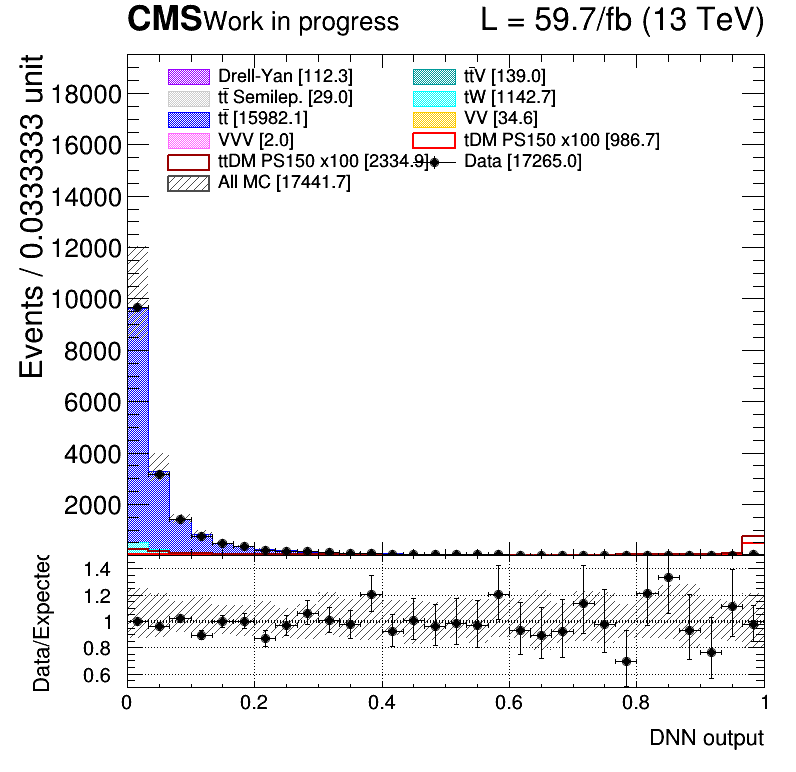 CMS Work in progress L = 59.7/fb (13 TeV)
Events / 0.0333333 unit
Drell-Yan [112.3] tt̄V [139.0]
tt̄ Semilep. [29.0] tW [1142.7]
tt̄ [15982.1] VV [34.6]
VVV [2.0] tDM PS150 x100 [986.7]
ttDM PS150 x100 [2334.9] Data [17265.0]
All MC [17441.7]
18000
16000
14000
12000
10000
8000
6000
4000
2000
Data/Expected
1.4
1.2
1
0.8
0.6
0 0.2 0.4 0.6 0.8 1
DNN output